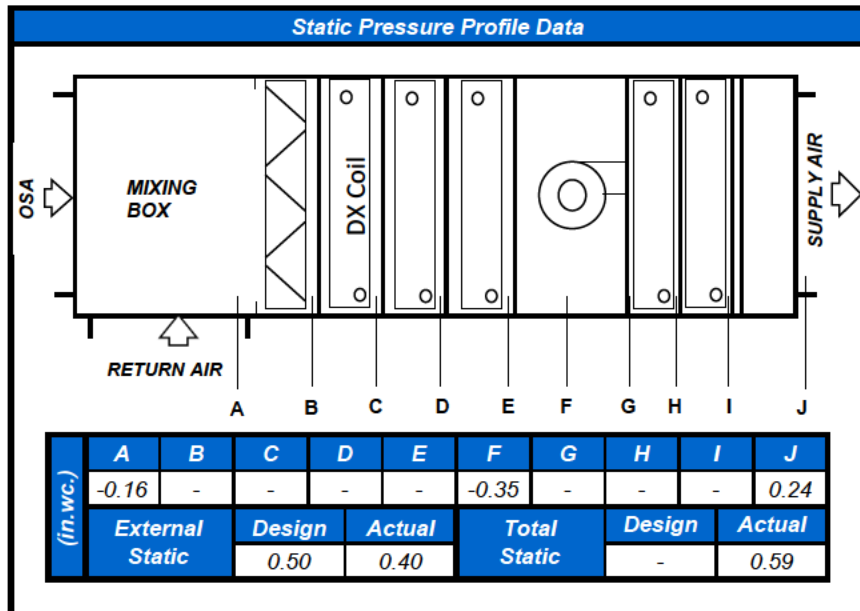 Static Pressure Profile Data
OSA
MIXING
BOX
DX Coil
SUPPLY AIR
RETURN AIR
A B C D E F G H I J
(in.wc.)
A B C D E F G H I J
-0.16 - - - - -0.35 - - - 0.24
External Static Design Actual Total Static Design Actual
0.50 0.40 - 0.59